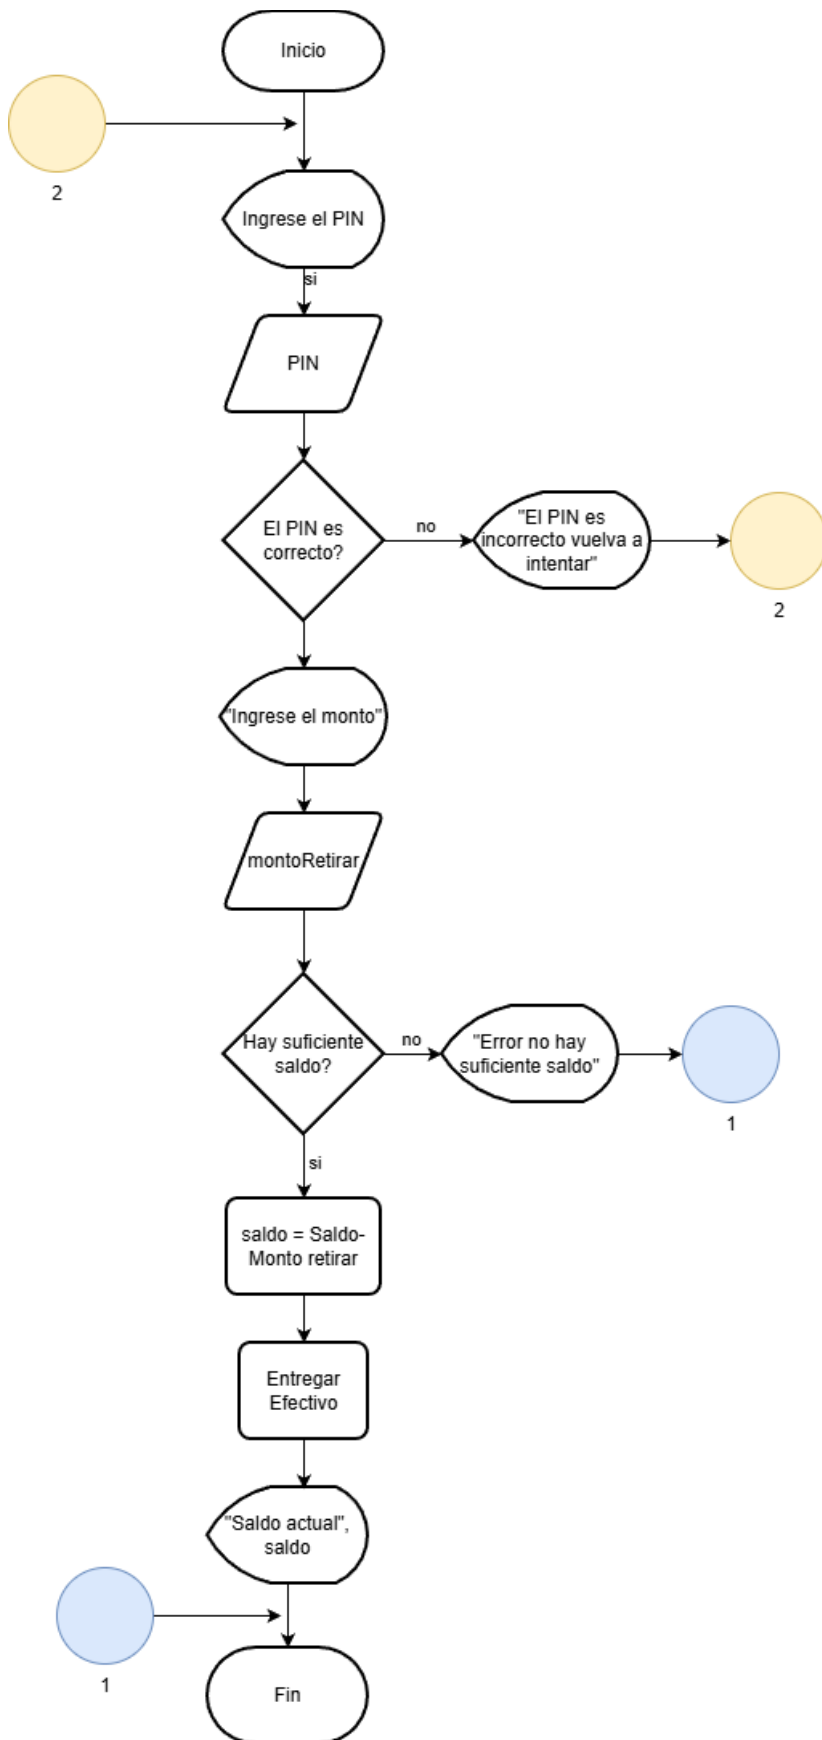 Inicio
2
Ingrese el PIN
si
PIN
El PIN es
correcto?
no
"El PIN es
incorrecto vuelva a
intentar"
2
"Ingrese el monto"
montoRetirar
Hay suficiente
saldo?
no
"Error no hay
suficiente saldo"
1
si
saldo = Saldo-
Monto retirar
Entregar
Efectivo
"Saldo actual",
saldo
1
Fin